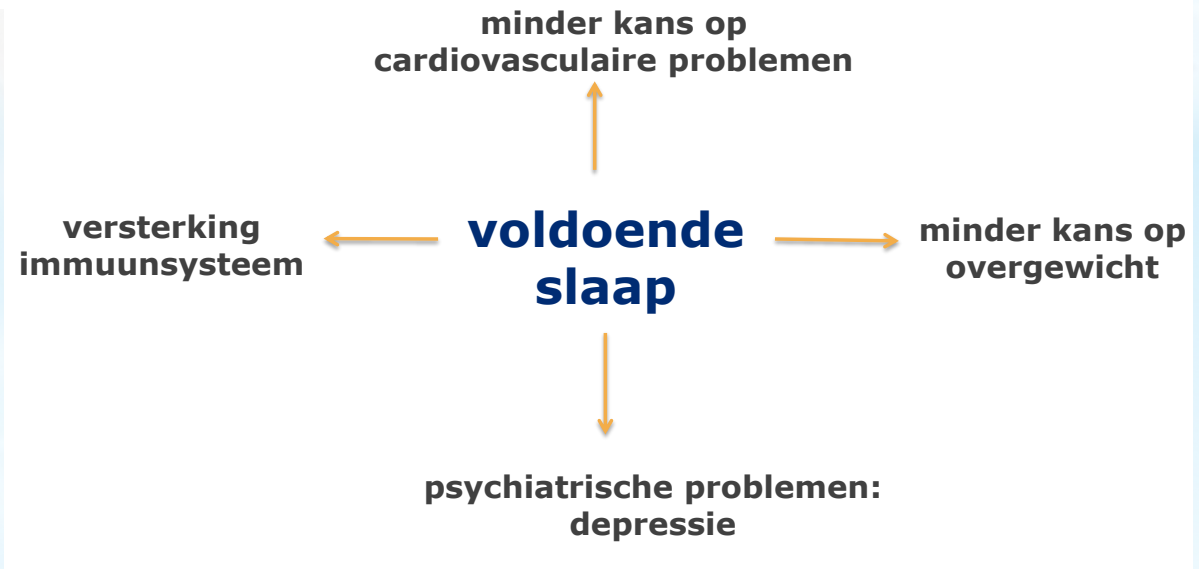 minder kans op
cardiovasculaire problemen
versterking
immuunsysteem
voldoende
slaap
minder kans op
overgewicht
psychiatrische problemen:
depressie